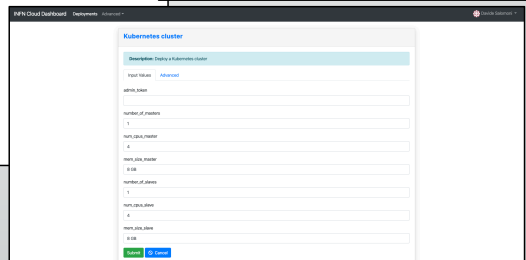 INFN Cloud Dashboard Deployments Advanced Davide Salomoni
Kubernetes cluster
Description: Deploy a Kubernetes cluster
Input Values Advanced
admin_token
number_of_masters
1
num_cpus_master
4
mem_size_master
8 GB
number_of_slaves
1
num_cpus_slave
4
mem_size_slave
8 GB
Submit Cancel